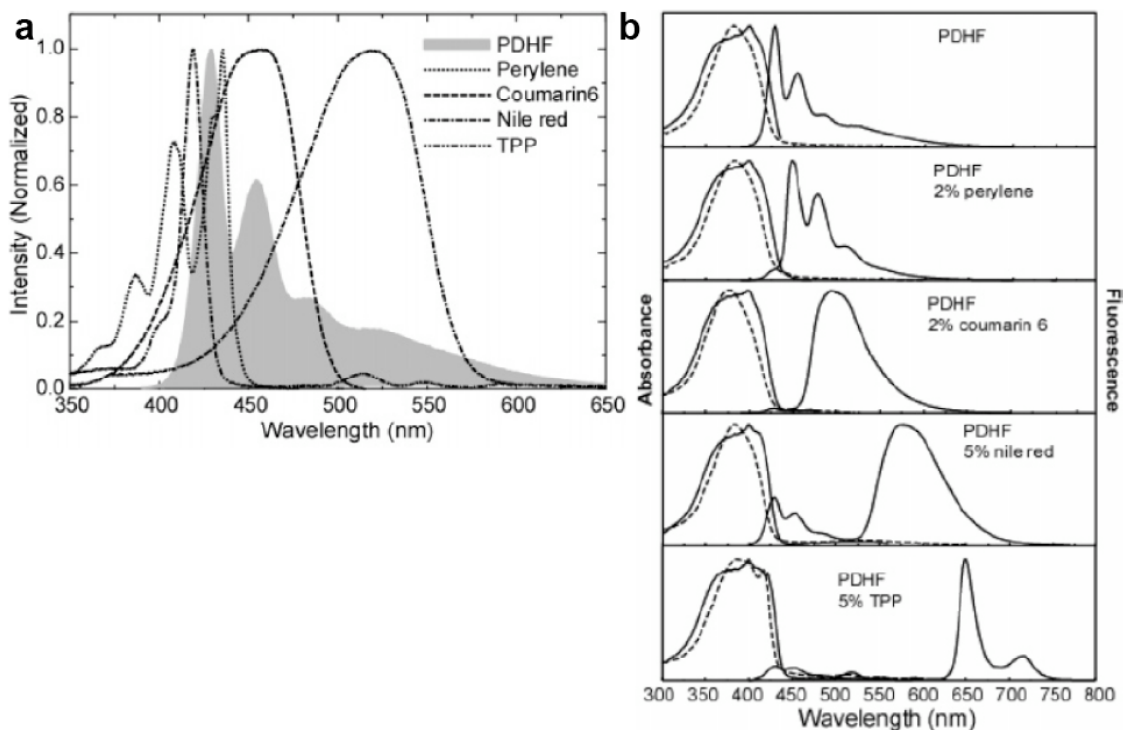 a
Intensity (Normalized)
1.0
0.8
0.6
0.4
0.2
0.0
350 400 450 500 550 600 650
Wavelength (nm)
PDHF
Perylene
Coumarin6
Nile red
TPP
b
Absorbance
Fluorescence
PDHF
PDHF
2% perylene
PDHF
2% coumarin 6
PDHF
5% nile red
PDHF
5% TPP
300 350 400 450 500 550 600 650 700 750 800
Wavelength (nm)